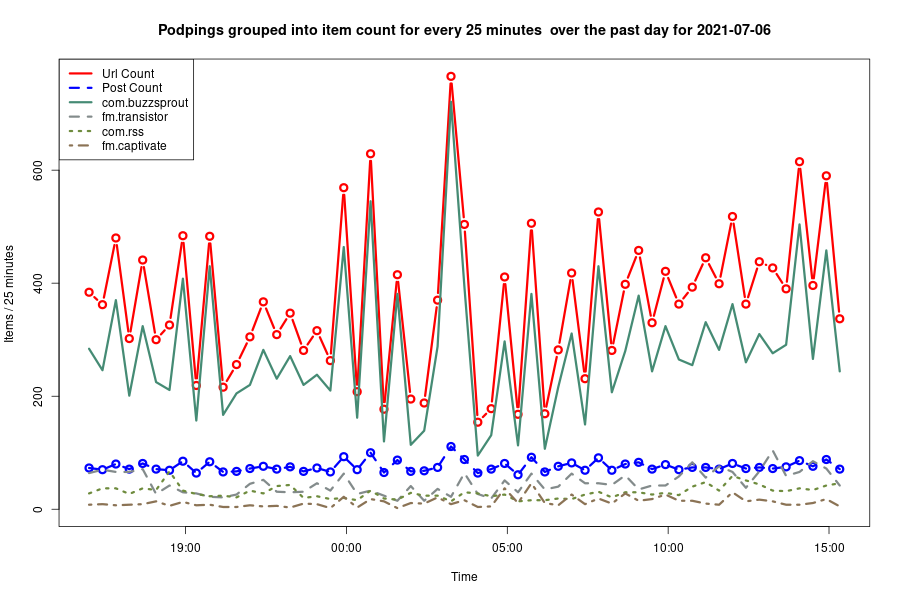 Podpings grouped into item count for every 25 minutes  over the past day for 2021-07-06
Url Count
Post Count
com.buzzsprout
fm.transistor
com.rss
fm.captivate
Items / 25 minutes
600
400
200
0
19:00 00:00 05:00 10:00 15:00
Time